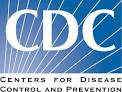 CDC
CENTERS FOR DISEASE
CONTROL AND PREVENTION